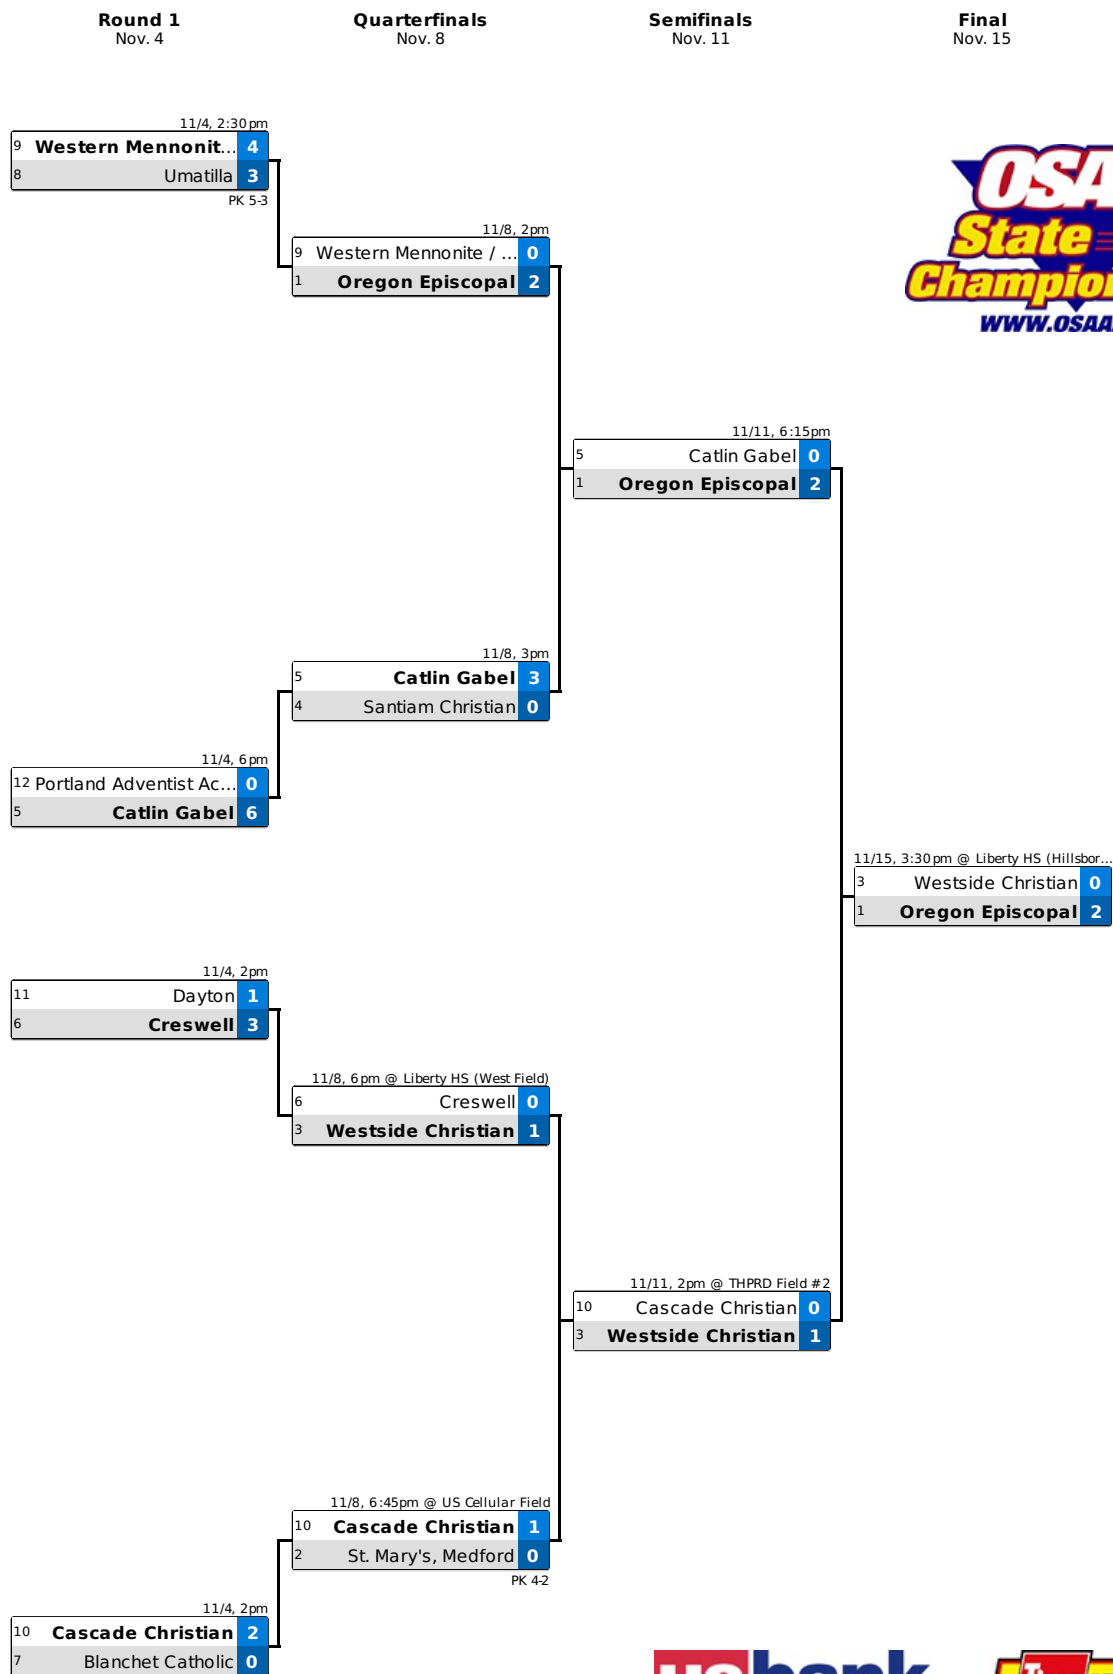 Round 1 Quarterfinals Semifinals Final
Nov. 4 Nov. 8 Nov. 11 Nov. 15
11/4, 2:30pm
9 Western Mennonit... 4
8 Umatilla 3
PK 5-3
11/8, 2pm
9 Western Mennonite / ... 0
1 Oregon Episcopal 2
OSA
State
Champio
WWW.OSAA
11/11, 6:15pm
5 Catlin Gabel 0
1 Oregon Episcopal 2
11/8, 3pm
5 Catlin Gabel 3
4 Santiam Christian 0
11/4, 6pm
12 Portland Adventist Ac... 0
5 Catlin Gabel 6
11/15, 3:30pm @ Liberty HS (Hillsbor...
3 Westside Christian 0
1 Oregon Episcopal 2
11/4, 2pm
11 Dayton 1
6 Creswell 3
11/8, 6pm @ Liberty HS (West Field)
6 Creswell 0
3 Westside Christian 1
11/11, 2pm @ THPRD Field #2
10 Cascade Christian 0
3 Westside Christian 1
11/8, 6:45pm @ US Cellular Field
10 Cascade Christian 1
2 St. Mary's, Medford 0
PK 4-2
11/4, 2pm
10 Cascade Christian 2
7 Blanchet Catholic 0